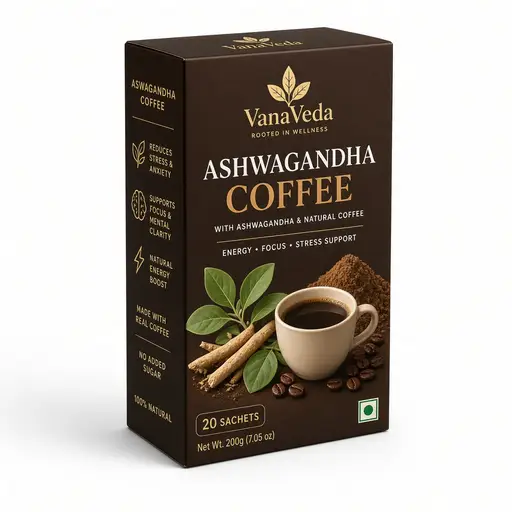 VanaVeda
VanaVeda
ROOTED IN WELLNESS
ASHWAGANDHA
COFFEE
WITH ASHWAGANDHA & NATURAL COFFEE
ENERGY • FOCUS • STRESS SUPPORT
20 SACHETS
Net Wt. 200g (7.05 oz)
ASWAGANDHA
COFFEE
REDUCES
STRESS &
ANXIETY
SUPPORTS
FOCUS &
MENTAL
CLARITY
NATURAL
ENERGY
BOOST
MADE WITH
REAL COFFEE
NO ADDED
SUGAR
100% NATURAL